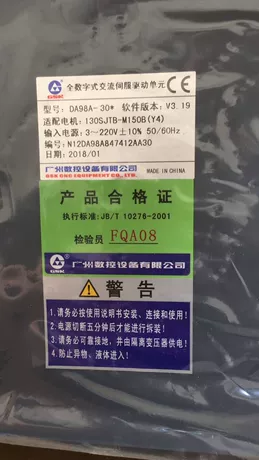 GSK 全数字式交流伺服驱动单元 CE
型号: DA98A-30* 软件版本: V3.19
适配电机: 130SJTB-M150B(Y4)
输入电源: 3~220V±10% 50/60Hz
编号: N12DA98A847412AA30
日期: 2018/01
广州数控设备有限公司 MADE IN CHINA
GSK CNC EQUIPMENT CO.,LTD
产品合格证
执行标准:JB/T 10276-2001
检验员 FQA08
GSK 广州数控设备有限公司
警告
1、请务必按使用说明书安装、连接和使用!
2、电源切断五分钟后才能进行拆装!
3、请务必可靠接地,并由隔离变压器供电!
4、防止异物、液体进入!